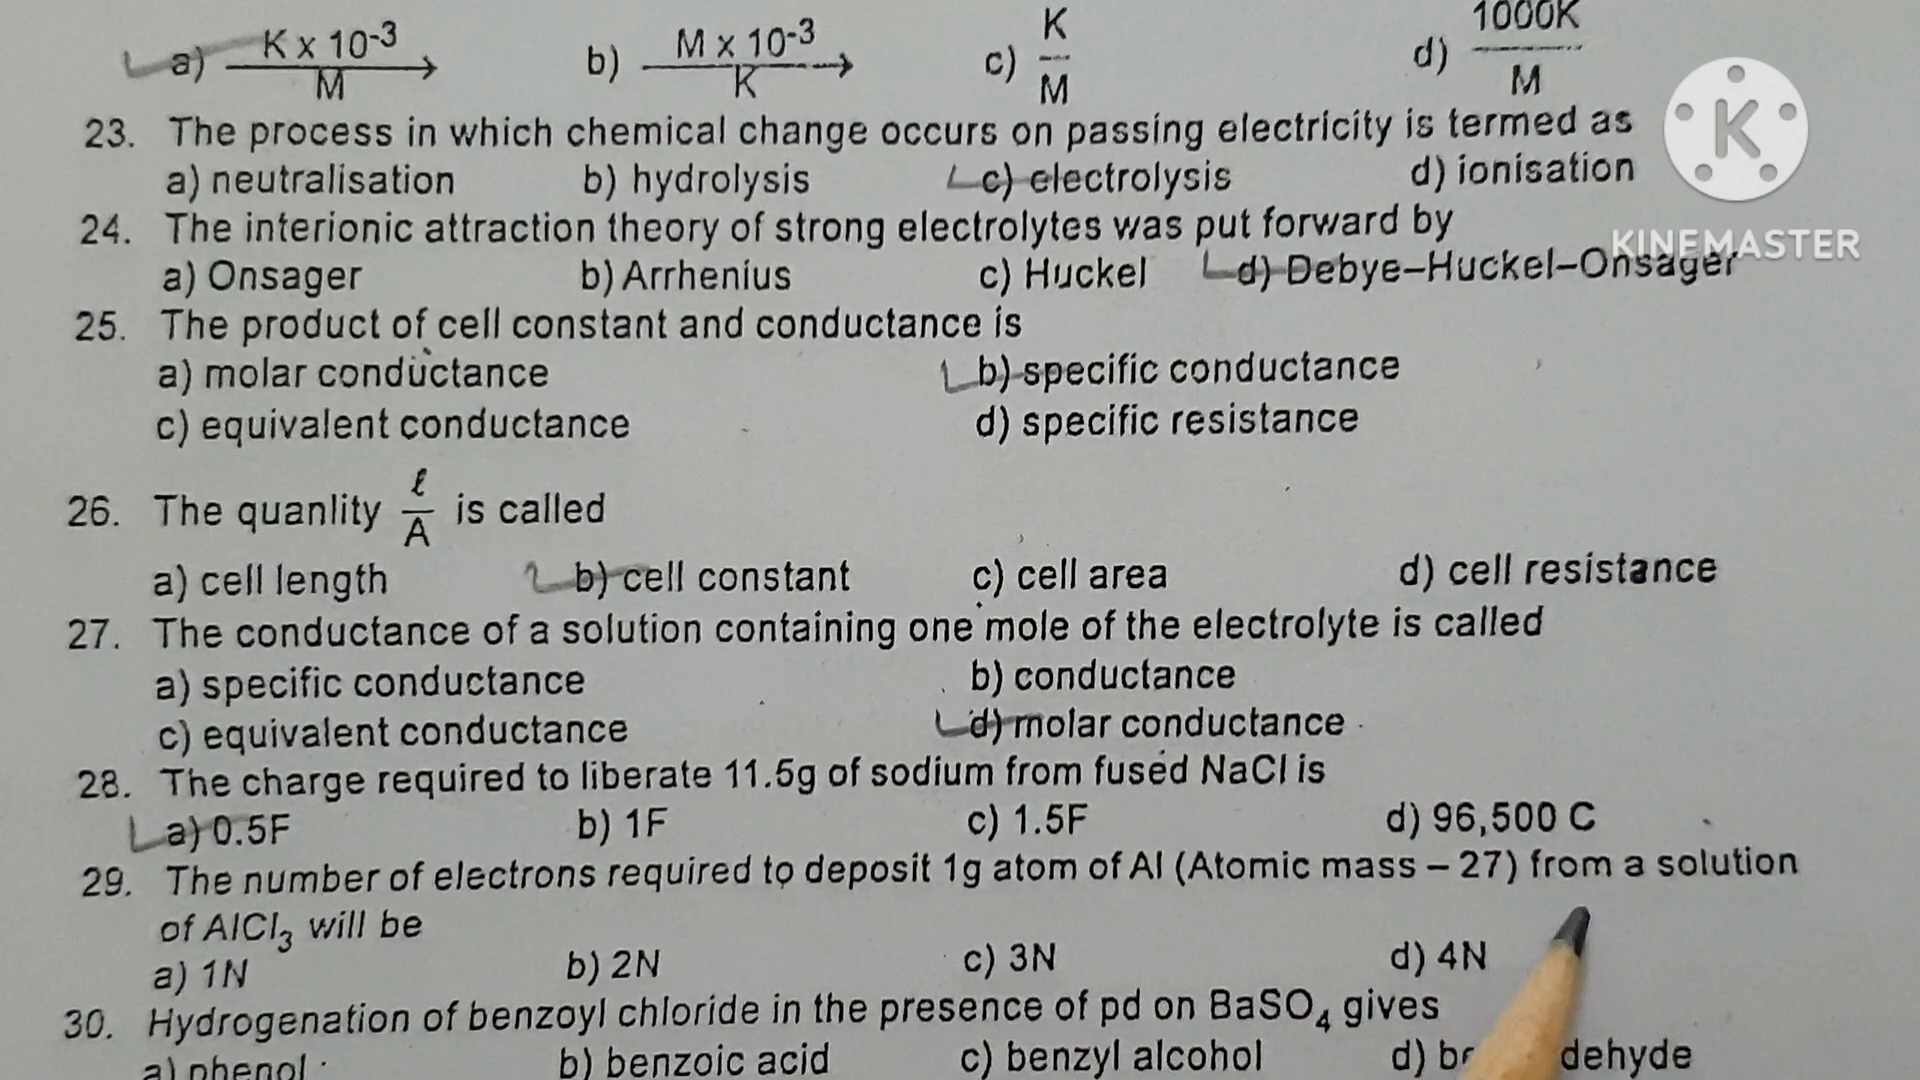 a) K x 10-3 / M b) M x 10-3 / K c) K / M d) 1000K / M
23. The process in which chemical change occurs on passing electricity is termed as
a) neutralisation b) hydrolysis c) electrolysis d) ionisation
24. The interionic attraction theory of strong electrolytes was put forward by
a) Onsager b) Arrhenius c) Huckel d) Debye–Huckel–Onsager
25. The product of cell constant and conductance is
a) molar conductance b) specific conductance
c) equivalent conductance d) specific resistance
26. The quanlity ℓ/A is called
a) cell length b) cell constant c) cell area d) cell resistance
27. The conductance of a solution containing one mole of the electrolyte is called
a) specific conductance b) conductance
c) equivalent conductance d) molar conductance
28. The charge required to liberate 11.5g of sodium from fused NaCl is
a) 0.5F b) 1F c) 1.5F d) 96,500 C
29. The number of electrons required to deposit 1g atom of Al (Atomic mass – 27) from a solution
of AlCl3 will be
a) 1N b) 2N c) 3N d) 4N
30. Hydrogenation of benzoyl chloride in the presence of pd on BaSO4 gives
a) phenol b) benzoic acid c) benzyl alcohol d)
K
KINEMASTER